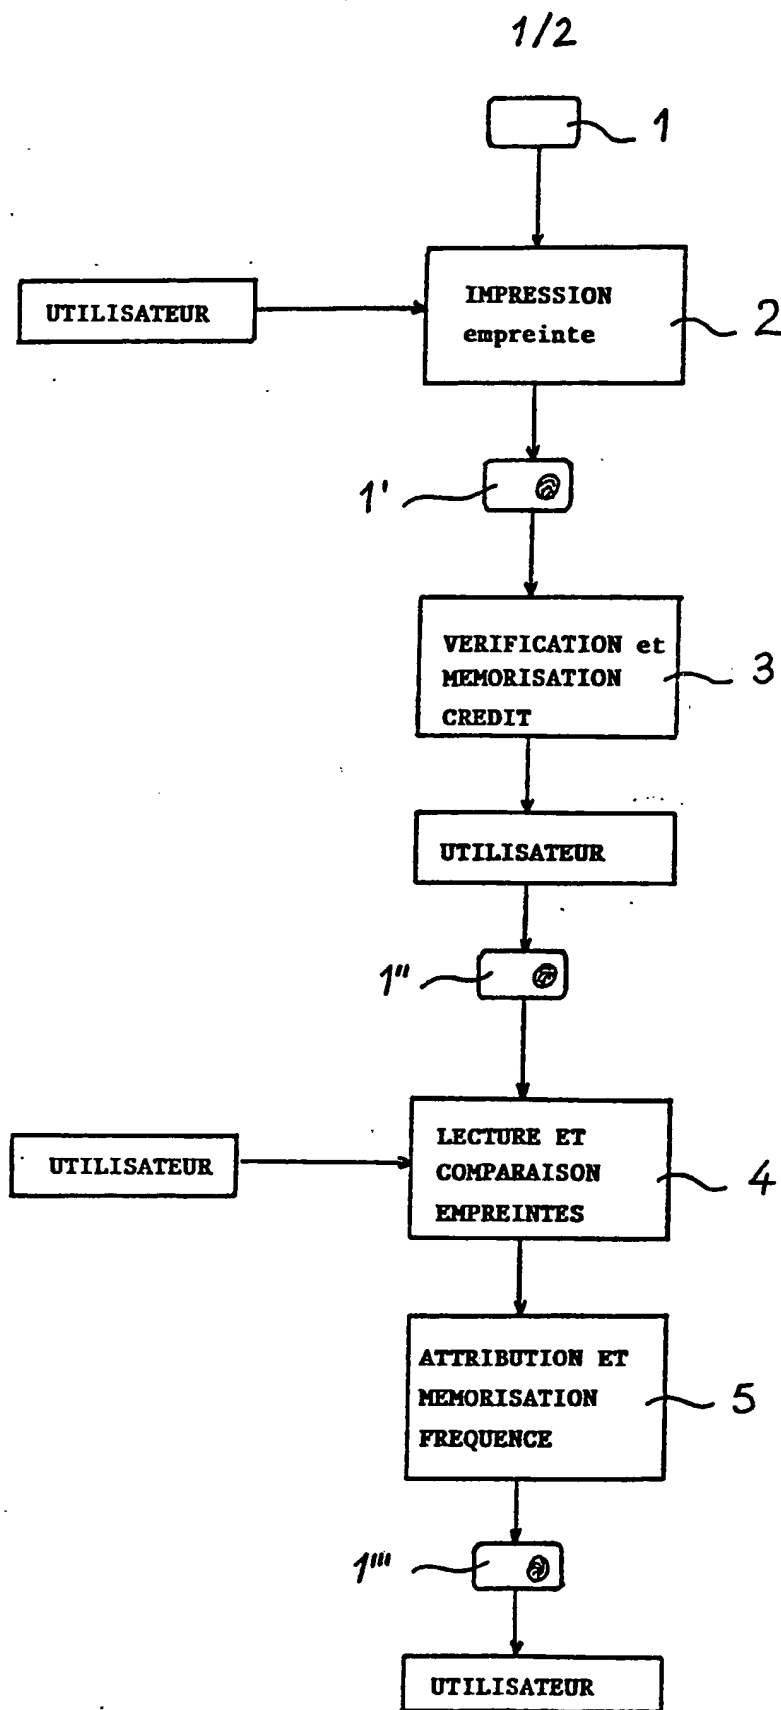 1/2
1
UTILISATEUR
IMPRESSION
empreinte
2
1'
VERIFICATION et
MEMORISATION
CREDIT
3
UTILISATEUR
1"
UTILISATEUR
LECTURE ET
COMPARAISON
EMPREINTES
4
ATTRIBUTION ET
MEMORISATION
FREQUENCE
5
1'''
UTILISATEUR